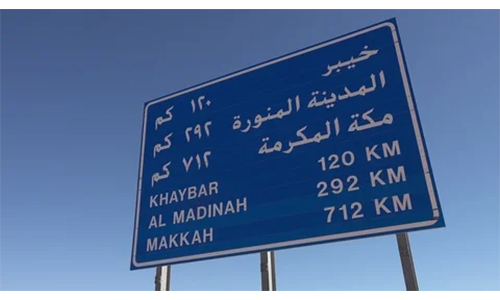 خيبر ١٢٠ كم
المدينة المنورة ٢٩٢ كم
مكة المكرمة ٧١٢ كم
KHAYBAR 120 KM
AL MADINAH 292 KM
MAKKAH 712 KM